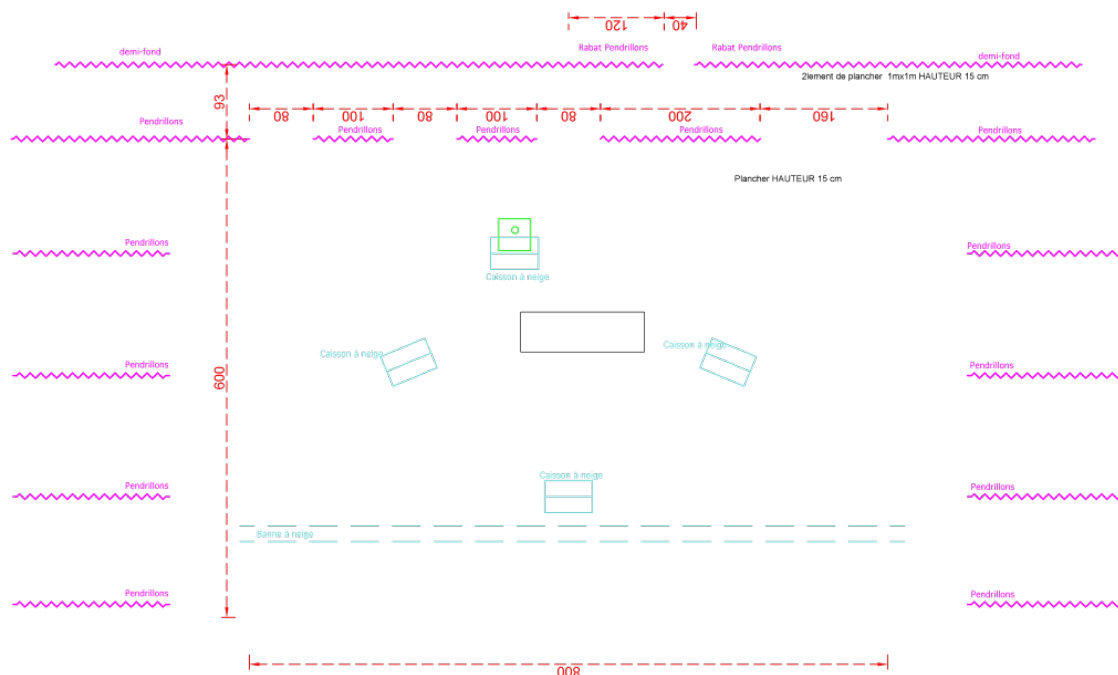 120
40
demi-fond
Rabat Pendrillons
Rabat Pendrillons
demi-fond
2lement de plancher 1mx1m HAUTEUR 15 cm
93
80
100
80
100
80
200
160
Pendrillons
Pendrillons
Pendrillons
Pendrillons
Pendrillons
Plancher HAUTEUR 15 cm
Pendrillons
Pendrillons
Caisson à neige
Caisson à neige
Caisson à neige
Pendrillons
Pendrillons
600
Caisson à neige
Pendrillons
Pendrillons
Banne à neige
Pendrillons
Pendrillons
800